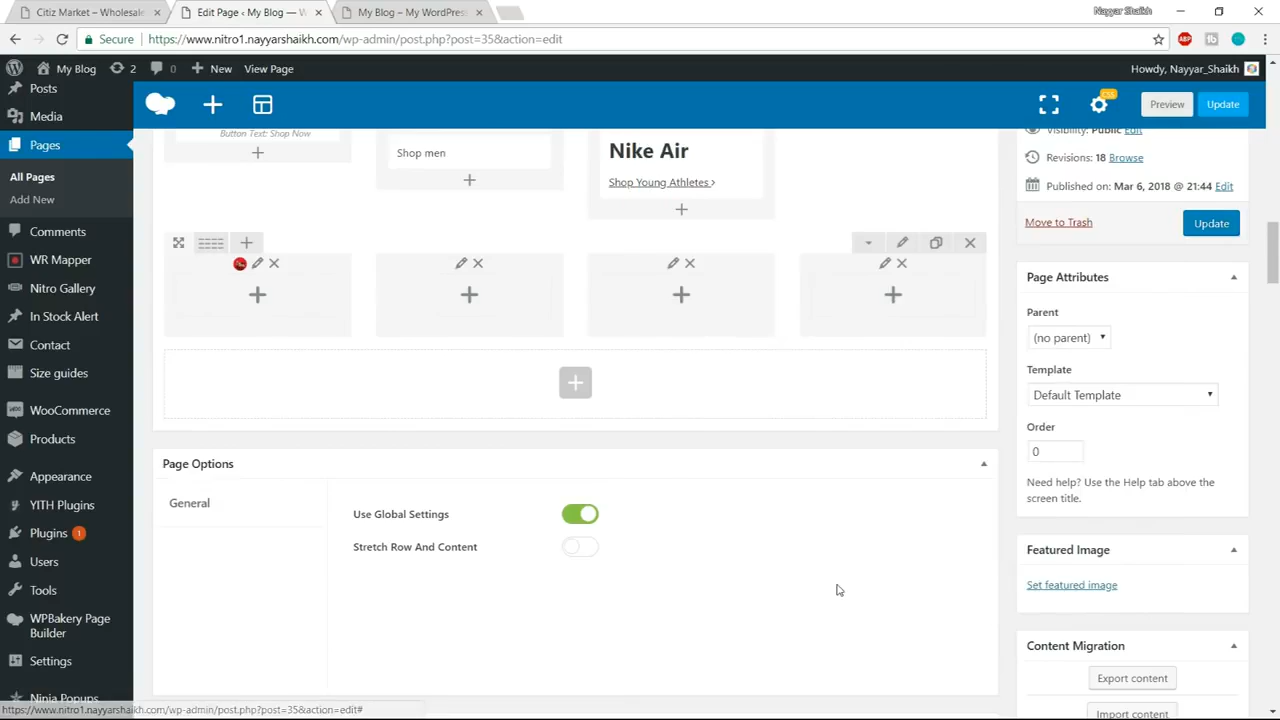 Citiz Market – Wholesale
Edit Page ‹ My Blog — W
My Blog – My WordPress
Nayyar Shaikh
Secure
https://www.nitro1.nayyarshaikh.com/wp-admin/post.php?post=35&action=edit
ABP
My Blog
2
0
New
View Page
Howdy, Nayyar_Shaikh
Posts
Media
Pages
All Pages
Add New
Comments
WR Mapper
Nitro Gallery
In Stock Alert
Contact
Size guides
WooCommerce
Products
Appearance
YITH Plugins
Plugins 1
Users
Tools
WPBakery Page
Builder
Settings
Ninja Popups
CSS
Preview
Update
Button Text: Shop Now
Shop men
Nike Air
Shop Young Athletes ›
Page Options
General
Use Global Settings
Stretch Row And Content
Visibility: Public Edit
Revisions: 18 Browse
Published on: Mar 6, 2018 @ 21:44 Edit
Move to Trash
Update
Page Attributes
Parent
(no parent)
Template
Default Template
Order
0
Need help? Use the Help tab above the
screen title.
Featured Image
Set featured image
Content Migration
Export content
Import content
https://www.nitro1.nayyarshaikh.com/wp-admin/post.php?post=35&action=edit#